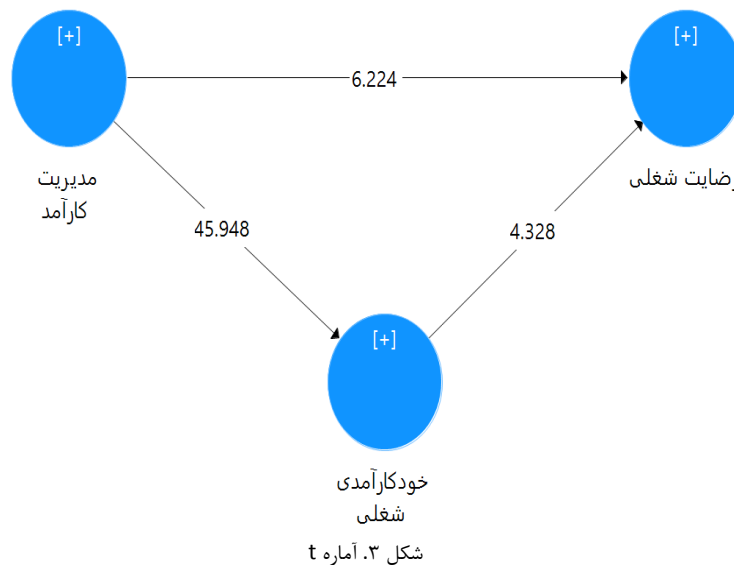 [+]
[+]
6.224
مدیریت
کارآمد
رضایت شغلی
45.948
4.328
[+]
خودکارآمدی
شغلی
شکل ۳. آماره t